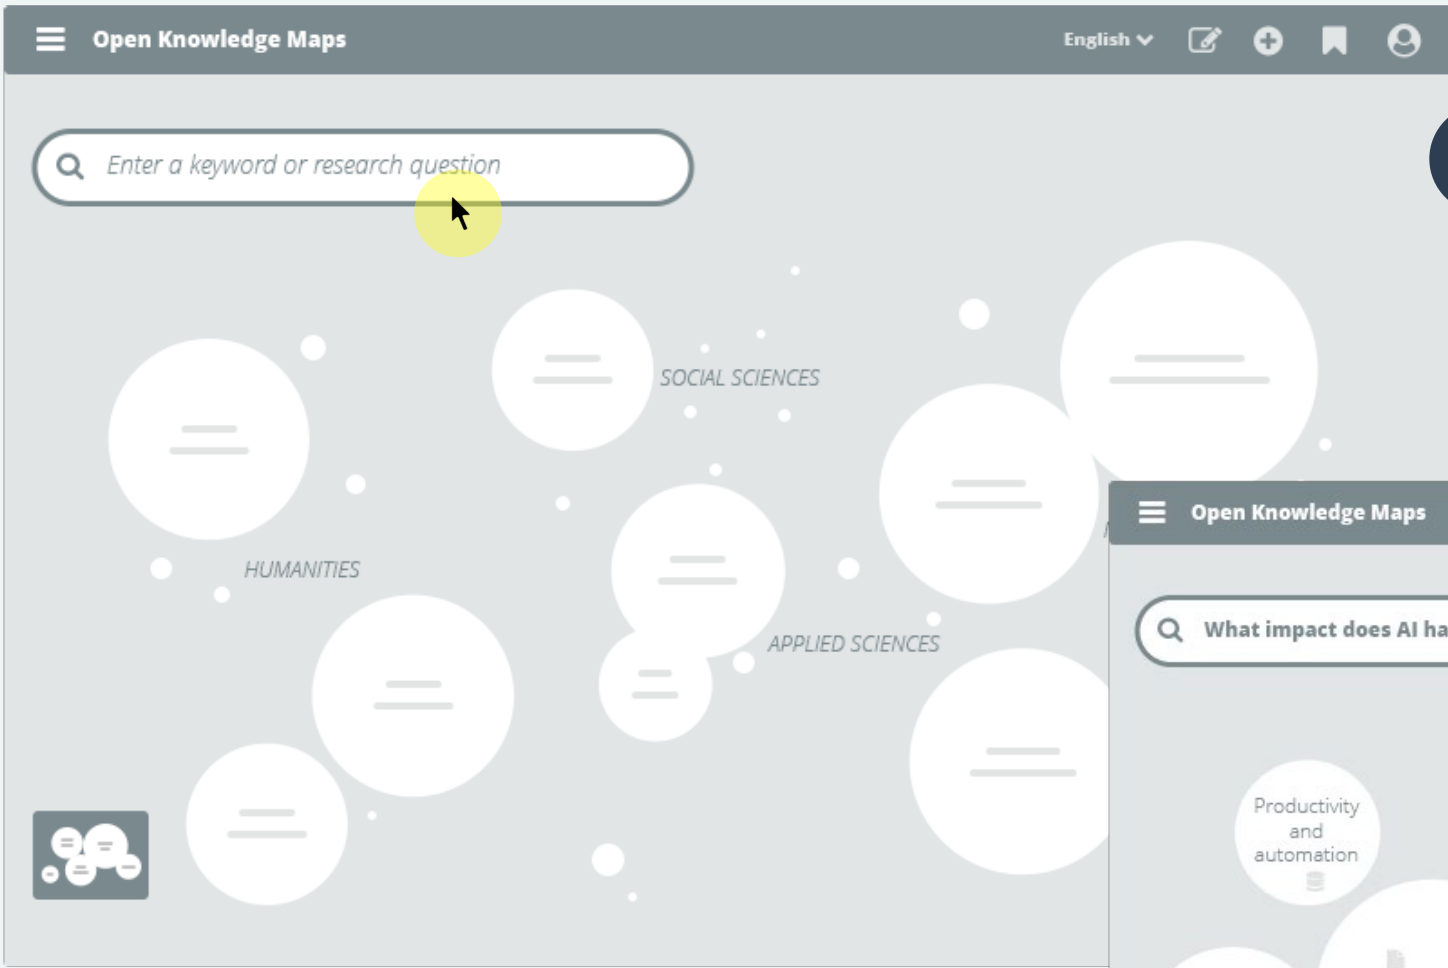 Open Knowledge Maps
English
Enter a keyword or research question
SOCIAL SCIENCES
HUMANITIES
APPLIED SCIENCES
Open Knowledge Maps
What impact does AI ha
Productivity
and
automation